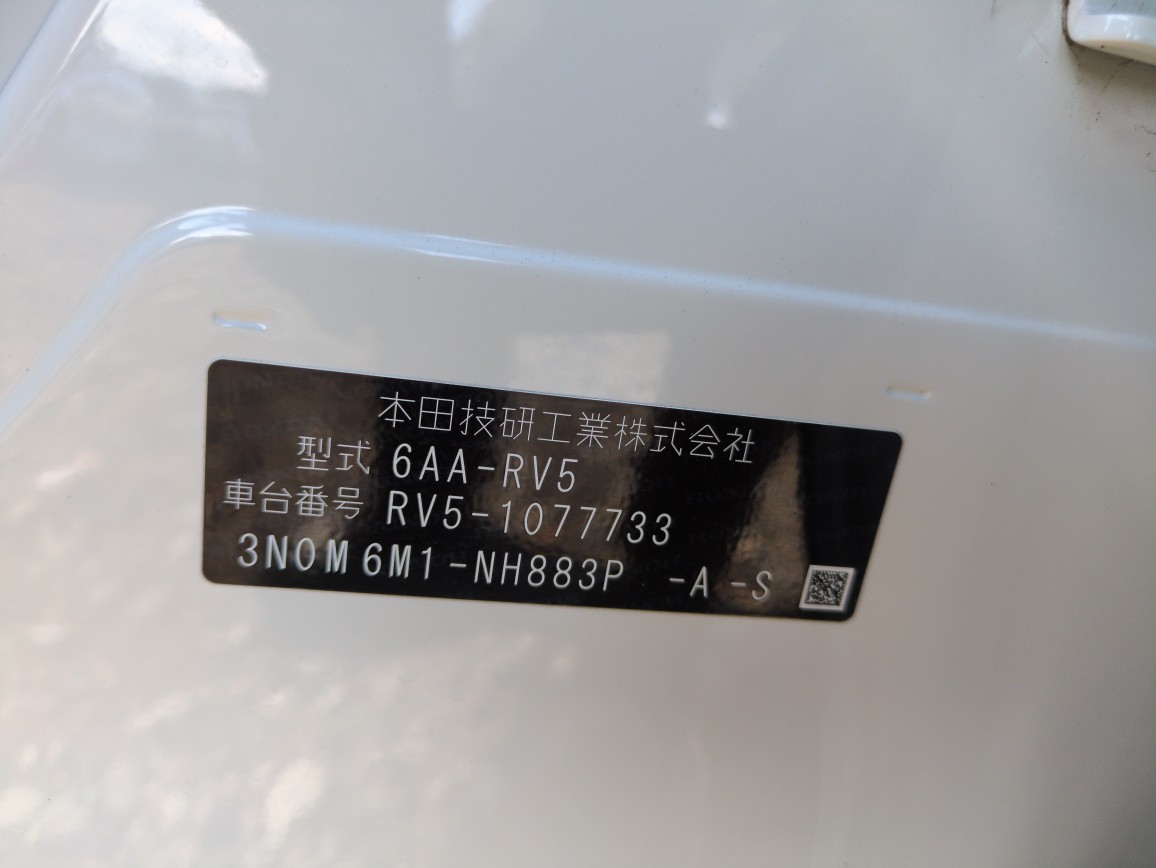 本田技研工業株式会社
型式 6AA-RV5
車台番号 RV5-1077733
3N0M6M1-NH883P -A -S